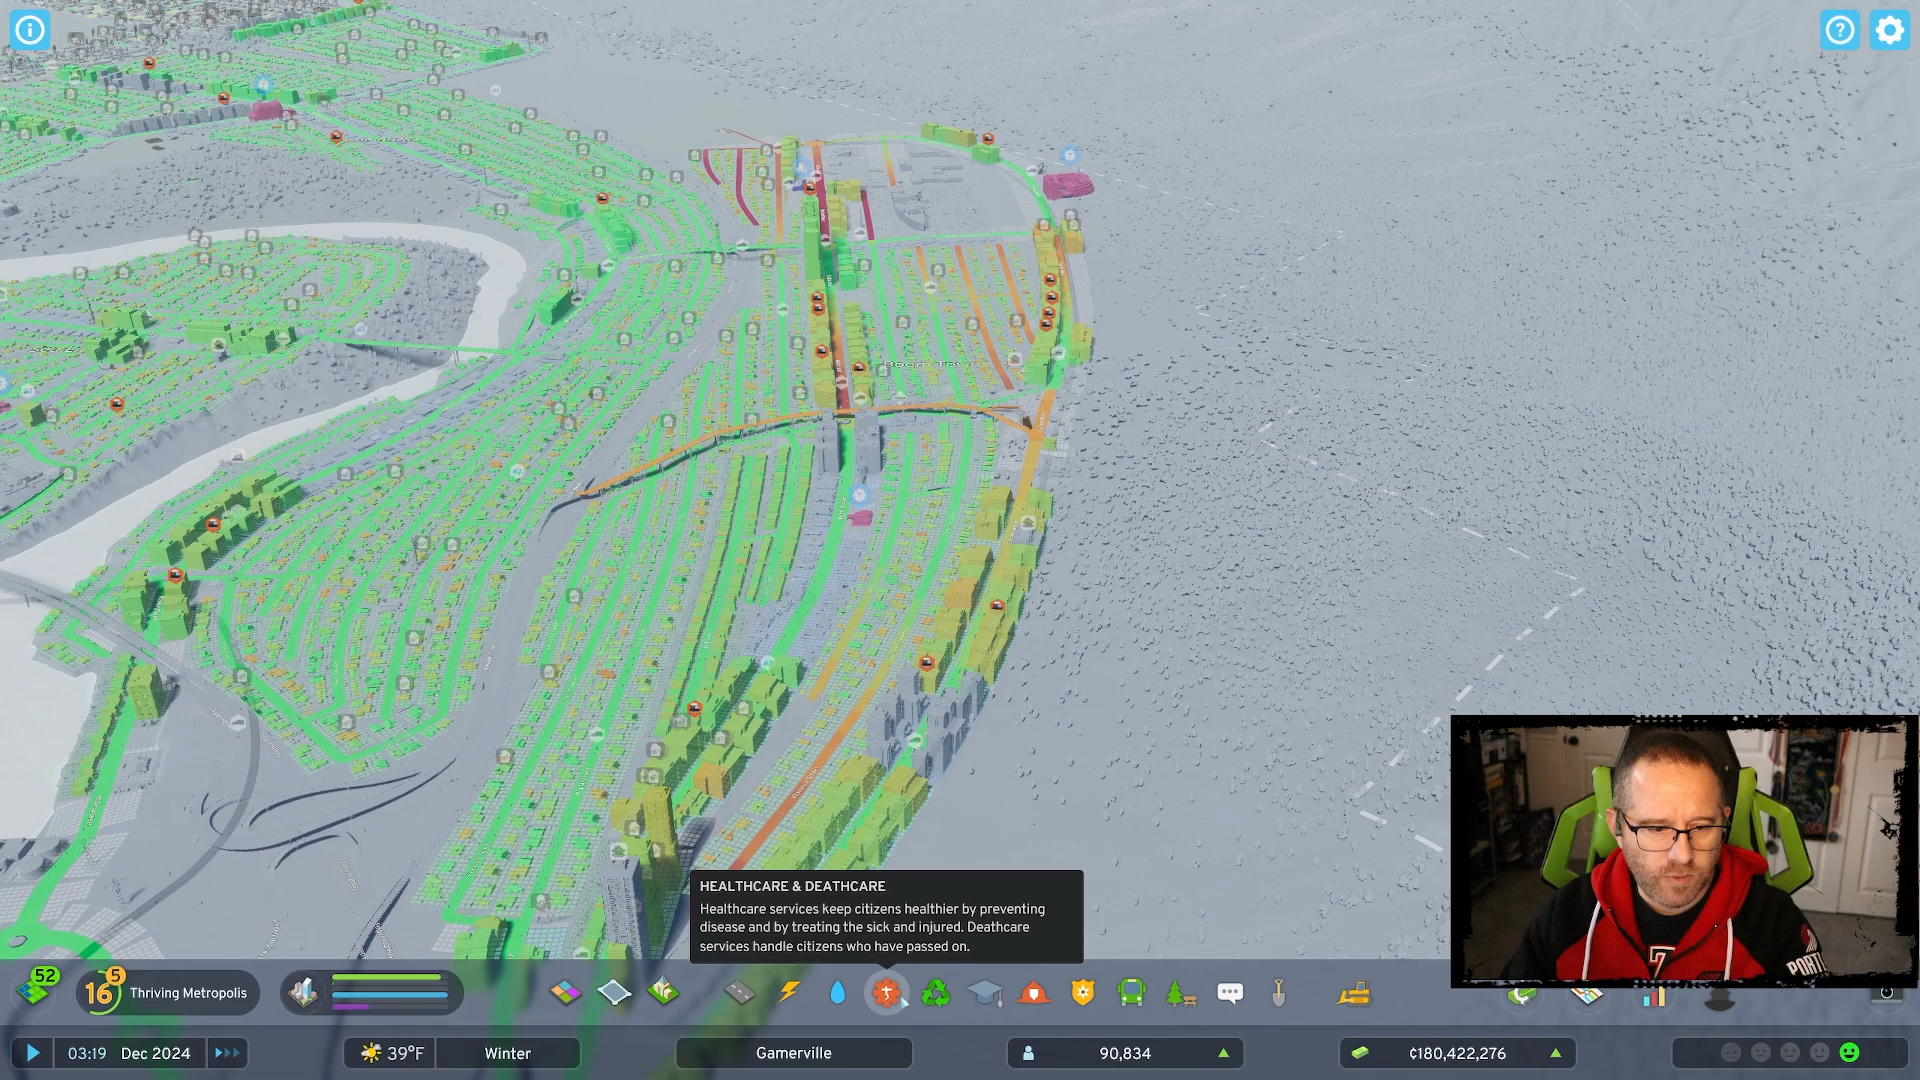 HEALTHCARE & DEATHCARE
Healthcare services keep citizens healthier by preventing
disease and by treating the sick and injured. Deathcare
services handle citizens who have passed on.
52
16
5
Thriving Metropolis
03:19 Dec 2024
39°F
Winter
Gamerville
90,834
¢180,422,276